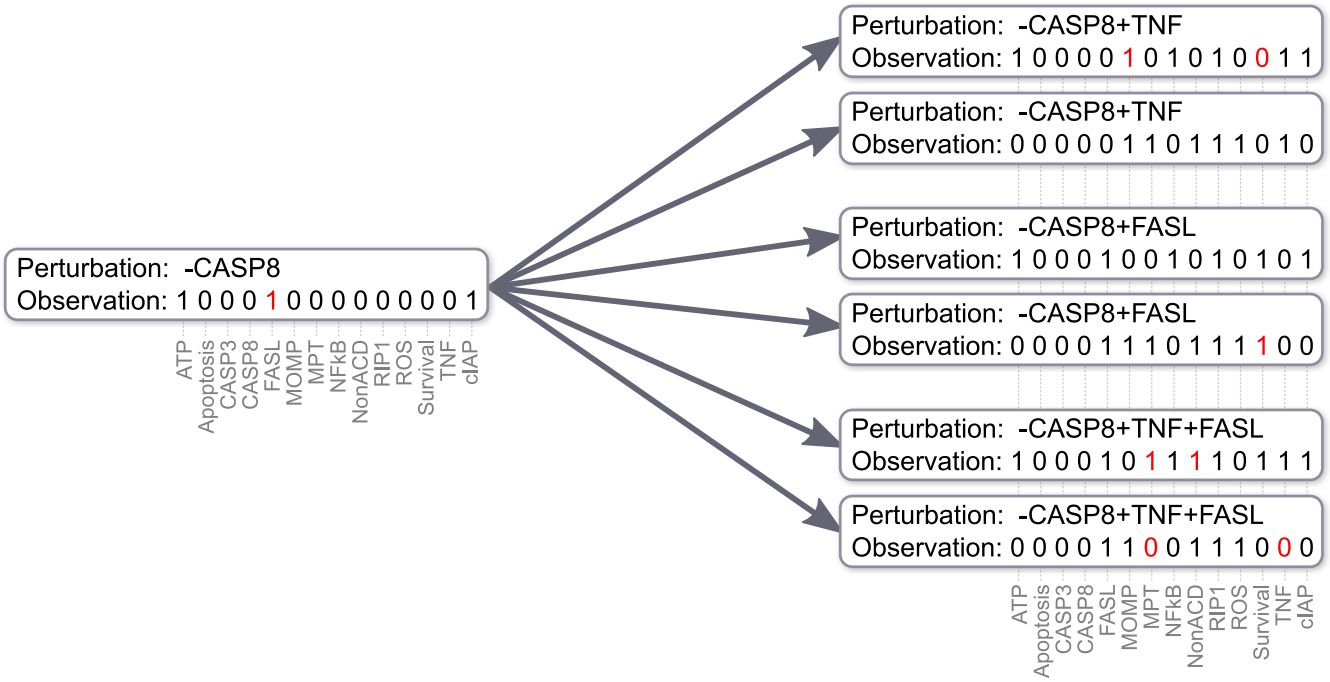 Perturbation: -CASP8+TNF
Observation: 1 0 0 0 0 1 0 1 0 1 0 0 1 1
Perturbation: -CASP8+TNF
Observation: 0 0 0 0 0 1 1 0 1 1 1 0 1 0
Perturbation: -CASP8+FASL
Observation: 1 0 0 0 1 0 0 1 0 1 0 1 0 1
Perturbation: -CASP8
Observation: 1 0 0 0 1 0 0 0 0 0 0 0 0 1
ATP
Apoptosis
CASP3
CASP8
FASL
MOMP
MPT
NFkB
NonACD
RIP1
ROS
Survival
TNF
cIAP
Perturbation: -CASP8+FASL
Observation: 0 0 0 0 1 1 1 0 1 1 1 1 0 0
Perturbation: -CASP8+TNF+FASL
Observation: 1 0 0 0 1 0 1 1 1 1 0 1 1 1
Perturbation: -CASP8+TNF+FASL
Observation: 0 0 0 0 1 1 0 0 1 1 1 0 0 0
ATP
Apoptosis
CASP3
CASP8
FASL
MOMP
MPT
NFkB
NonACD
RIP1
ROS
Survival
TNF
cIAP